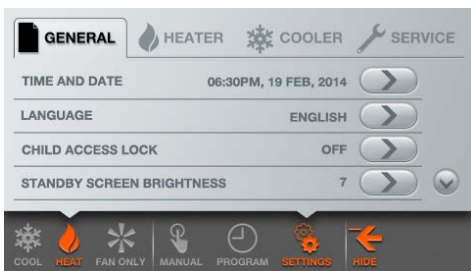 GENERAL HEATER COOLER SERVICE
TIME AND DATE 06:30PM, 19 FEB, 2014
LANGUAGE ENGLISH
CHILD ACCESS LOCK OFF
STANDBY SCREEN BRIGHTNESS 7
COOL HEAT FAN ONLY MANUAL PROGRAM SETTINGS HIDE